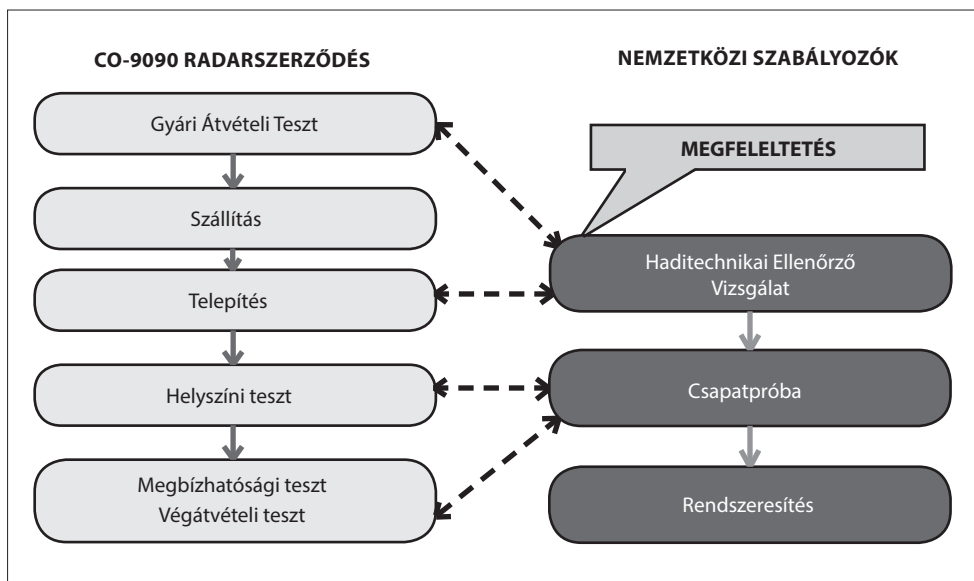 CO-9090 RADARSZERZŐDÉS
Gyári Átvételi Teszt
Szállítás
Telepítés
Helyszíni teszt
Megbízhatósági teszt
Végátvételi teszt
NEMZETKÖZI SZABÁLYOZÓK
MEGFELELTETÉS
Haditechnikai Ellenőrző
Vizsgálat
Csapatpróba
Rendszeresítés